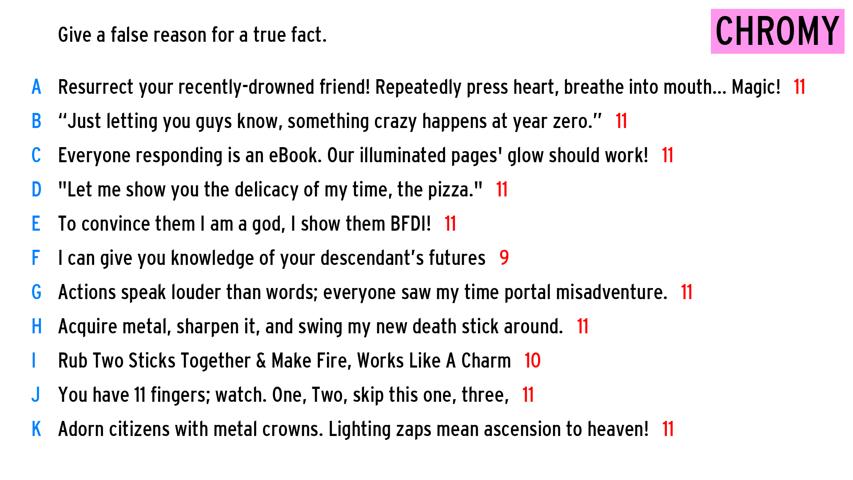 Give a false reason for a true fact.
CHROMY
A Resurrect your recently-drowned friend! Repeatedly press heart, breathe into mouth... Magic! 11
B “Just letting you guys know, something crazy happens at year zero.” 11
C Everyone responding is an eBook. Our illuminated pages' glow should work! 11
D "Let me show you the delicacy of my time, the pizza." 11
E To convince them I am a god, I show them BFDI! 11
F I can give you knowledge of your descendant’s futures 9
G Actions speak louder than words; everyone saw my time portal misadventure. 11
H Acquire metal, sharpen it, and swing my new death stick around. 11
I Rub Two Sticks Together & Make Fire, Works Like A Charm 10
J You have 11 fingers; watch. One, Two, skip this one, three, 11
K Adorn citizens with metal crowns. Lighting zaps mean ascension to heaven! 11